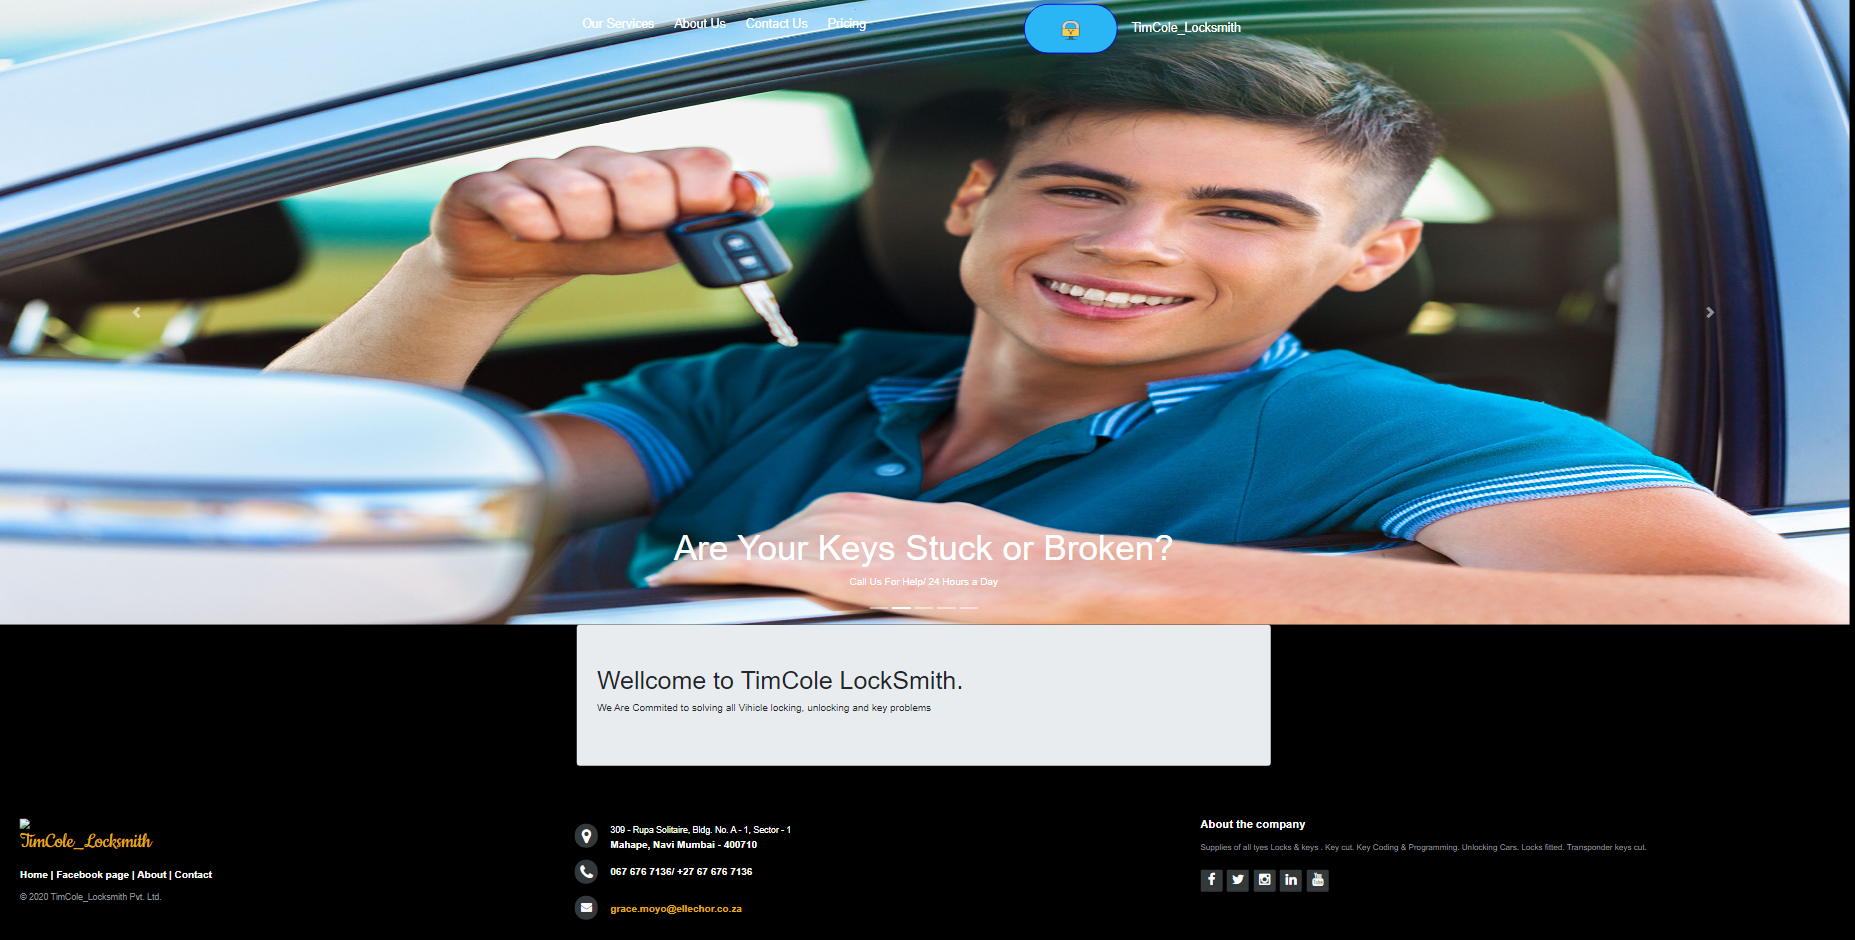 Our Services About Us Contact Us Pricing TimCole_Locksmith
Are Your Keys Stuck or Broken?
Call Us For Help/ 24 Hours a Day
Wellcome to TimCole LockSmith.
We Are Commited to solving all Vihicle locking, unlocking and key problems
TimCole_Locksmith
Home | Facebook page | About | Contact
© 2020 TimCole_Locksmith Pvt. Ltd.
309 - Rupa Solitaire, Bldg. No. A - 1, Sector - 1
Mahape, Navi Mumbai - 400710
067 676 7136/ +27 67 676 7136
grace.moyo@ellechor.co.za
About the company
Supplies of all tyes Locks & keys . Key cut. Key Coding & Programming. Unlocking Cars. Locks fitted. Transponder keys cut.